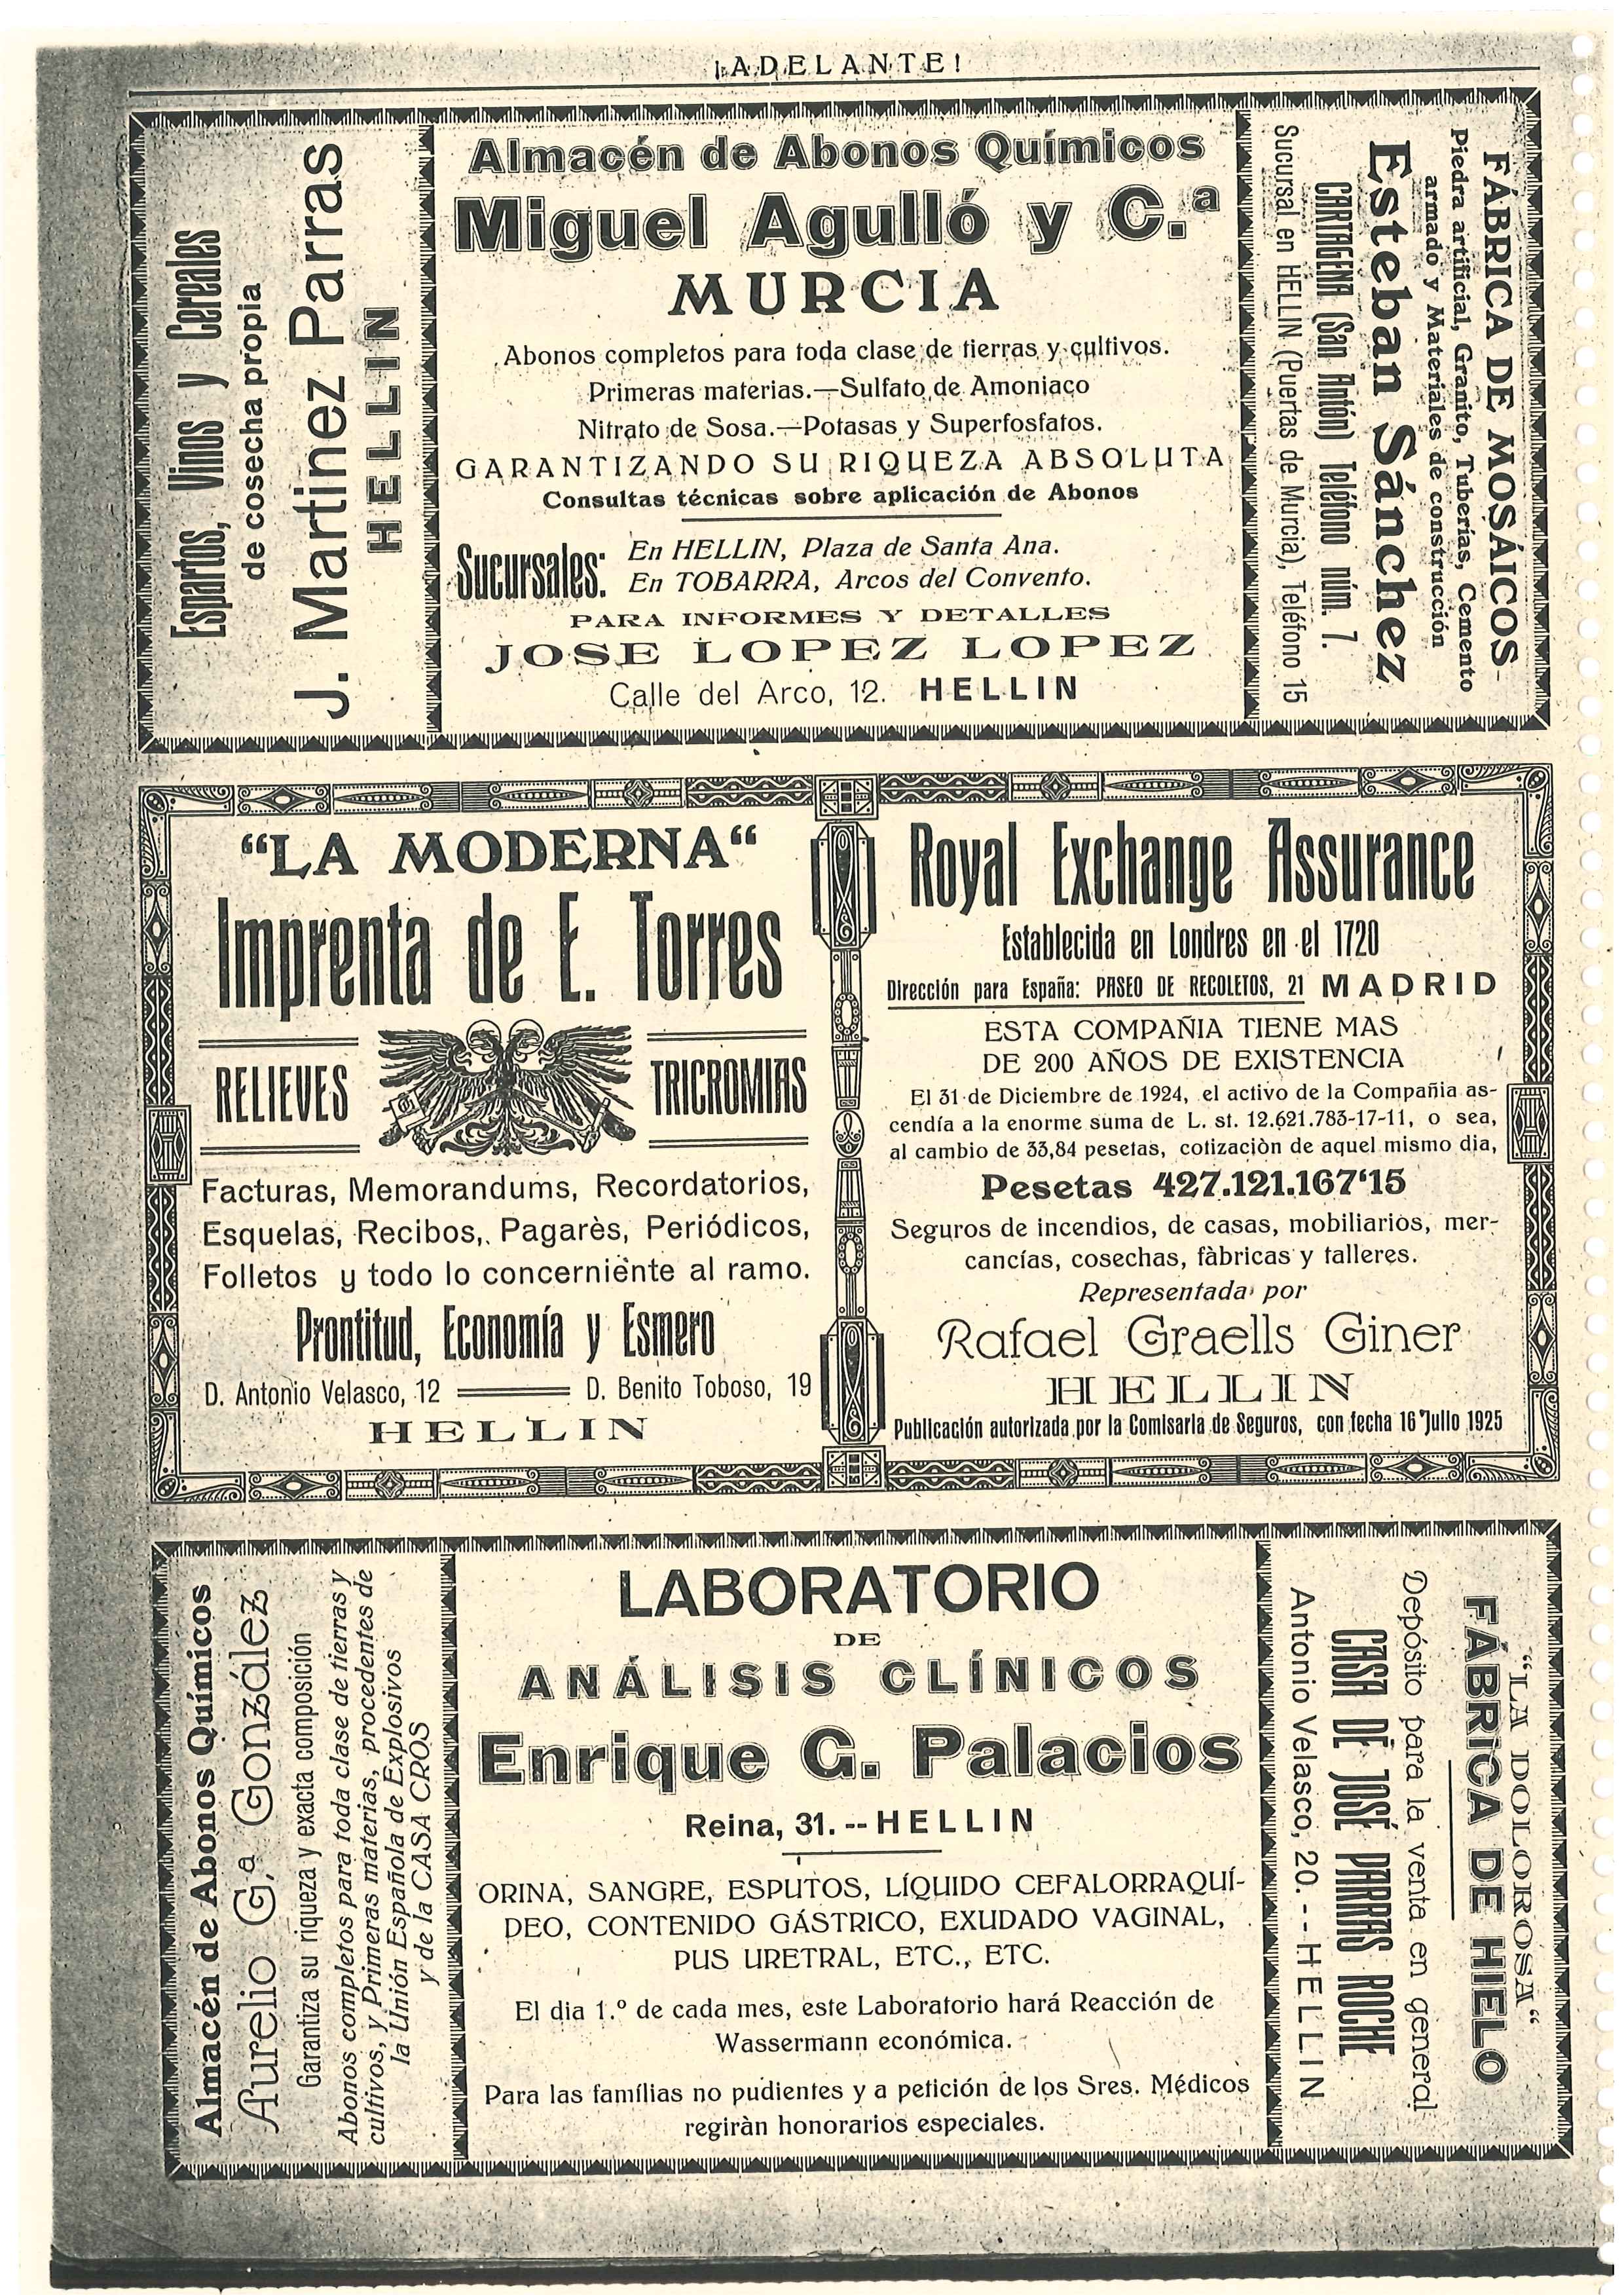 ¡ADELANTE!
Espartos, Vinos y Cereales
de cosecha propia
J. Martinez Parras
HELLIN
Almacén de Abonos Químicos
Miguel Agulló y C.ª
MURCIA
Abonos completos para toda clase de tierras y cultivos.
Primeras materias.—Sulfato de Amoniaco
Nitrato de Sosa.—Potasas y Superfosfatos.
GARANTIZANDO SU RIQUEZA ABSOLUTA
Consultas técnicas sobre aplicación de Abonos
Sucursales: En HELLIN, Plaza de Santa Ana.
En TOBARRA, Arcos del Convento.
PARA INFORMES Y DETALLES
JOSE LOPEZ LOPEZ
Calle del Arco, 12. HELLIN
FÁBRICA DE MOSÁICOS-
Piedra artificial, Granito, Tuberías, Cemento
armado y Materiales de construcción
Esteban Sánchez
CARTAGENA (San Antón) Teléfono núm. 7.
Sucursal en HELLIN (Puertas de Murcia), Teléfono 15
“LA MODERNA“
Imprenta de E. Torres
RELIEVES TRICROMIAS
Facturas, Memorandums, Recordatorios,
Esquelas, Recibos, Pagarès, Periódicos,
Folletos y todo lo concerniente al ramo.
Prontitud, Economía y Esmero
D. Antonio Velasco, 12 ——— D. Benito Toboso, 19
HELLIN
Royal Exchange Assurance
Establecida en Londres en el 1720
Dirección para España: PASEO DE RECOLETOS, 21 MADRID
ESTA COMPAÑIA TIENE MAS
DE 200 AÑOS DE EXISTENCIA
El 31 de Diciembre de 1924, el activo de la Compañia as-
cendía a la enorme suma de L. st. 12.621.783-17-11, o sea,
al cambio de 33,84 pesetas, cotizaciòn de aquel mismo dia,
Pesetas 427.121.167‘15
Seguros de incendios, de casas, mobiliarios, mer-
cancías, cosechas, fàbricas y talleres.
Representada por
Rafael Graells Giner
HELLIN
Publicación autorizada por la Comisaría de Seguros, con fecha 16 Julio 1925
Almacén de Abonos Químicos
Aurelio G.ª González
Garantiza su riqueza y exacta composición
Abonos completos para toda clase de tierras y
cultivos, y Primeras materias, procedentes de
la Unión Española de Explosivos
y de la CASA CROS
LABORATORIO
DE
ANÁLISIS CLÍNICOS
Enrique G. Palacios
Reina, 31. -- HELLIN
ORINA, SANGRE, ESPUTOS, LÍQUIDO CEFALORRAQUÍ-
DEO, CONTENIDO GÁSTRICO, EXUDADO VAGINAL,
PUS URETRAL, ETC., ETC.
El dia 1.º de cada mes, este Laboratorio hará Reacción de
Wassermann económica.
Para las famílias no pudientes y a petición de los Sres. Médicos
regiràn honorarios especiales.
“LA DOLOROSA“
FÁBRICA DE HIELO
Depósito para la venta en general
CASA DE JOSÉ PARRAS ROCHE
Antonio Velasco, 20. -- HELLIN